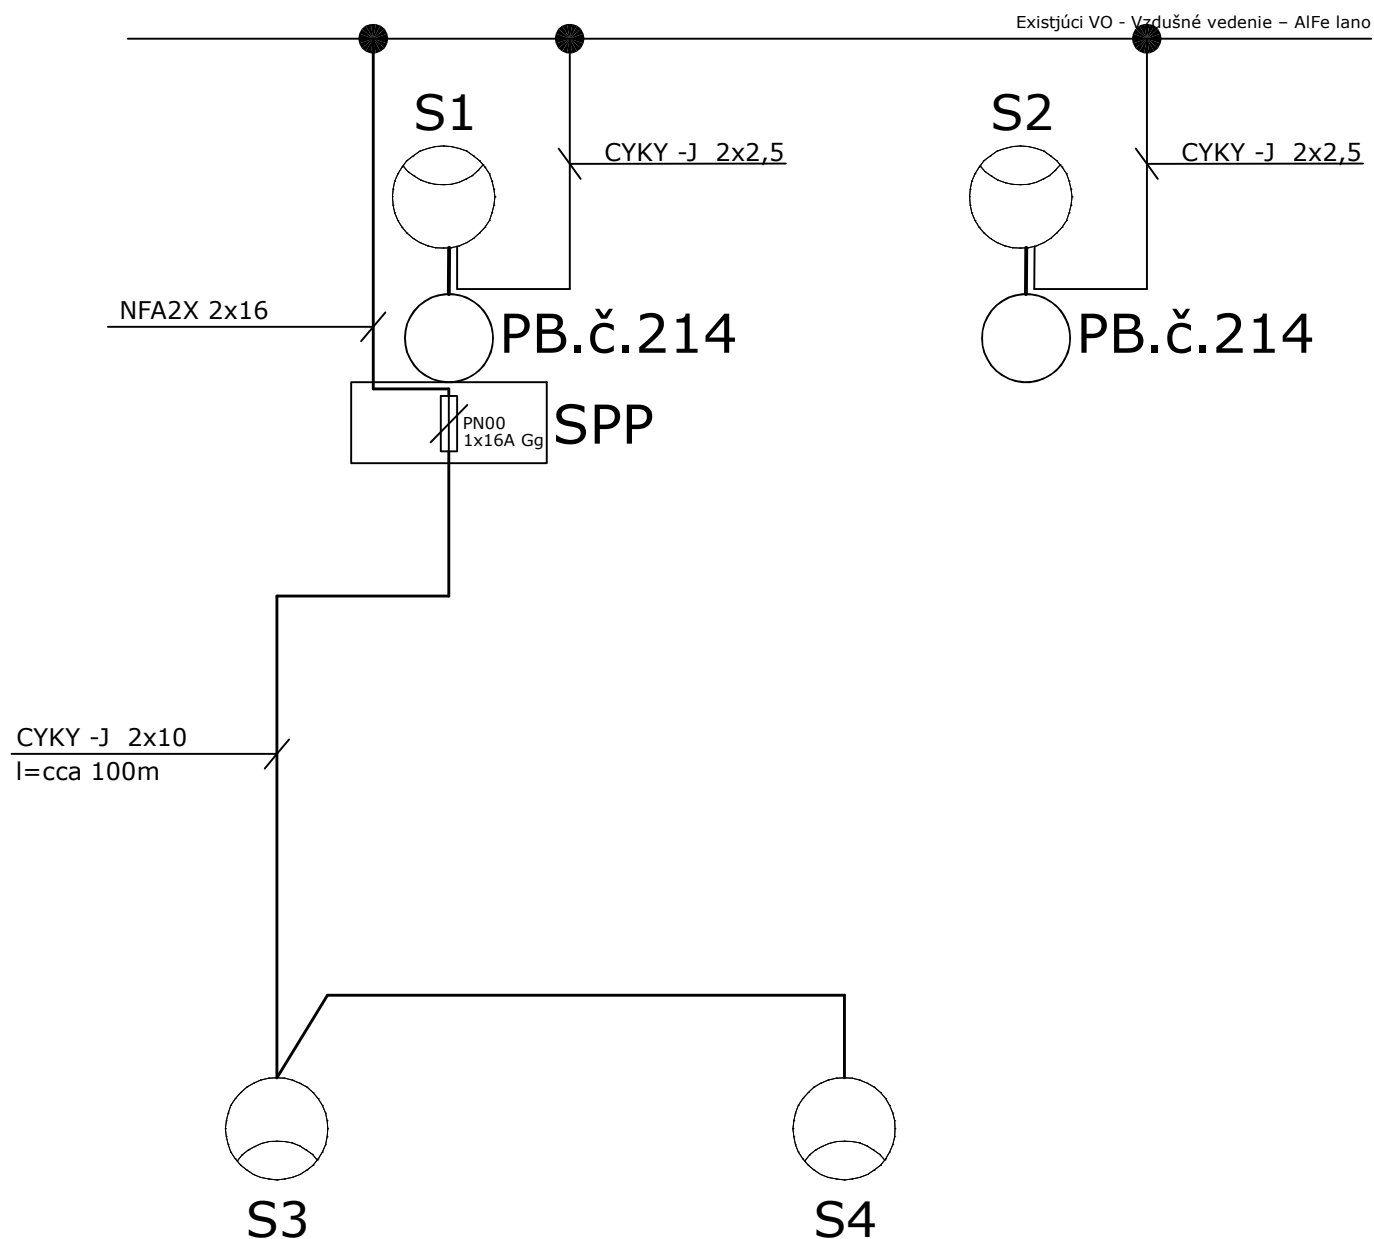 Existjúci VO - Vzdušné vedenie – AlFe lano
S1
S2
CYKY -J  2x2,5
CYKY -J  2x2,5
NFA2X 2x16
PB.č.214
PB.č.214
PN00
1x16A Gg
SPP
CYKY -J  2x10
l=cca 100m
S3
S4